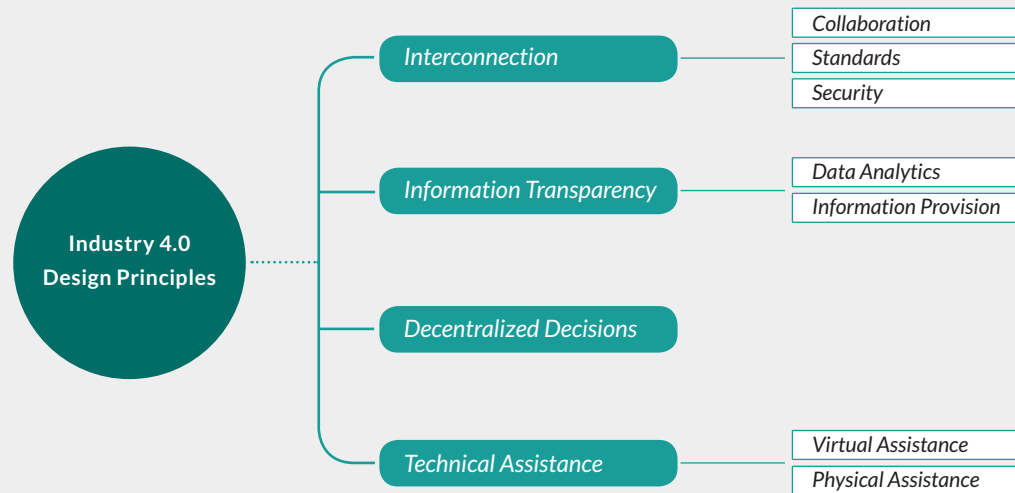 Industry 4.0
Design Principles
Interconnection
Collaboration
Standards
Security
Information Transparency
Data Analytics
Information Provision
Decentralized Decisions
Technical Assistance
Virtual Assistance
Physical Assistance